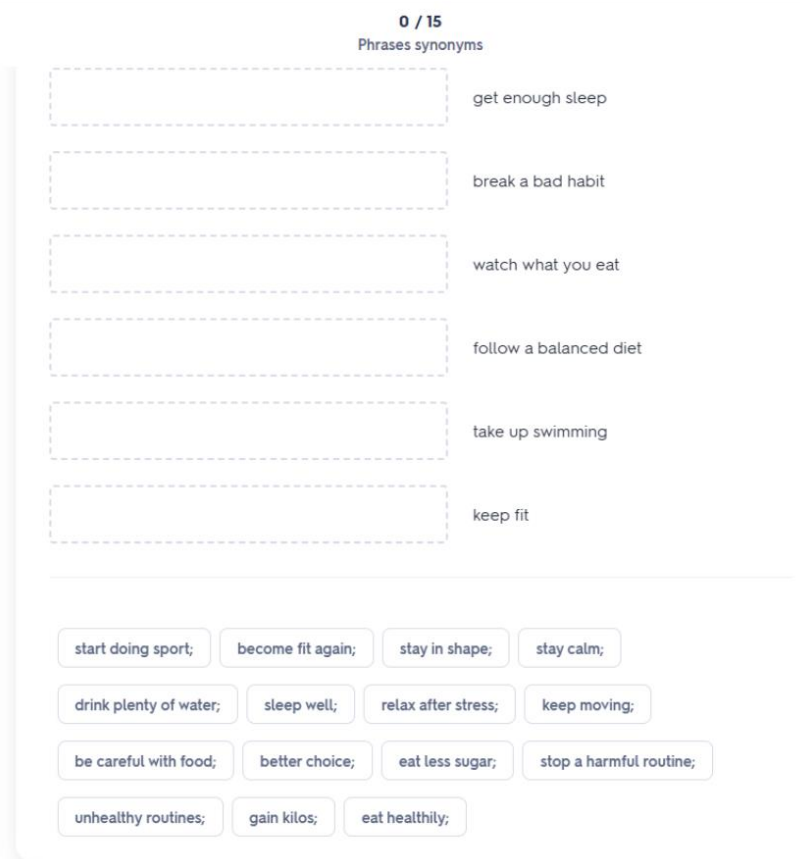 0 / 15
Phrases synonyms
get enough sleep
break a bad habit
watch what you eat
follow a balanced diet
take up swimming
keep fit
start doing sport; become fit again; stay in shape; stay calm;
drink plenty of water; sleep well; relax after stress; keep moving;
be careful with food; better choice; eat less sugar; stop a harmful routine;
unhealthy routines; gain kilos; eat healthily;